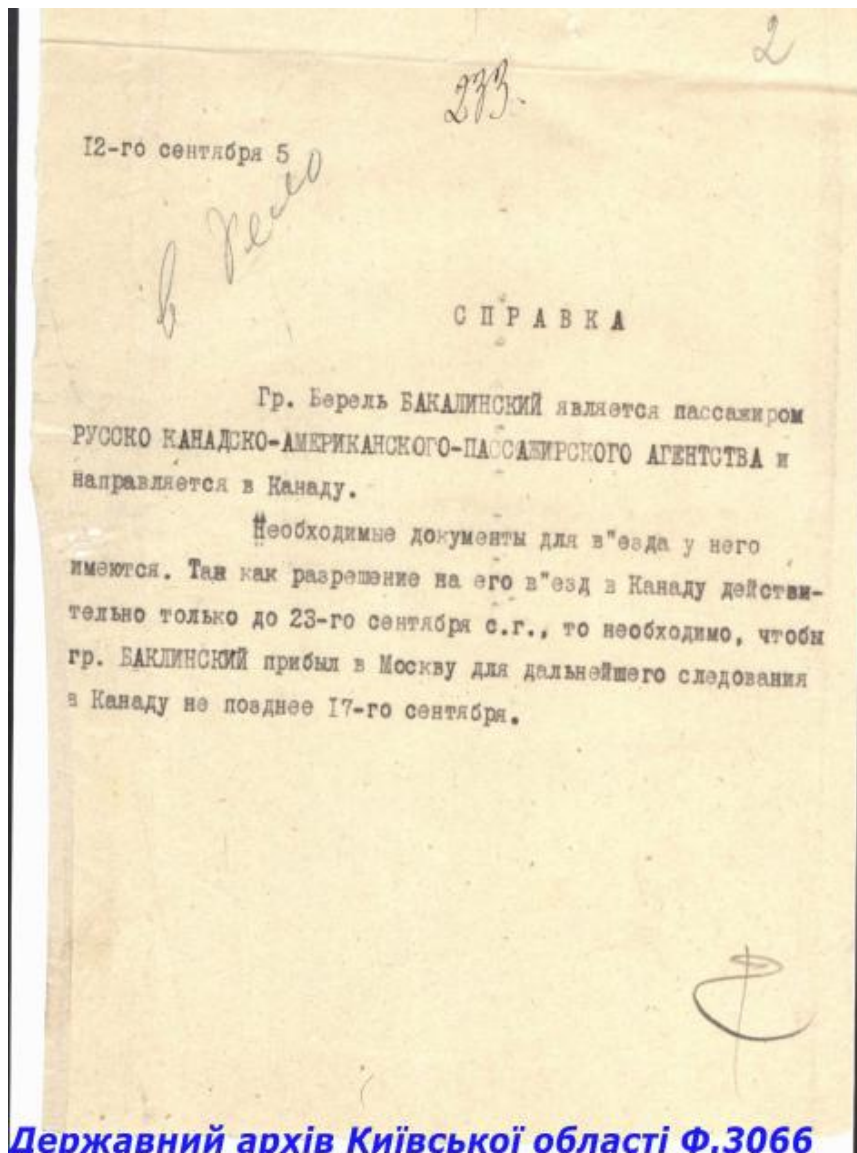 2
233.
12-го сентября 5
в дело
СПРАВКА
Гр. Берель БАКАЛИНСКИЙ является пассажиром
РУССКО КАНАДСКО-АМЕРИКАНСКОГО-ПАССАЖИРСКОГО АГЕНТСТВА и
направляется в Канаду.
Необходимые документы для в"езда у него
имеются. Так как разрешение на его в"езд в Канаду действи-
тельно только до 23-го сентября с.г., то необходимо, чтобы
гр. БАКЛИНСКИЙ прибыл в Москву для дальнейшего следования
в Канаду не позднее 17-го сентября.
Державний архів Київської області Ф.3066